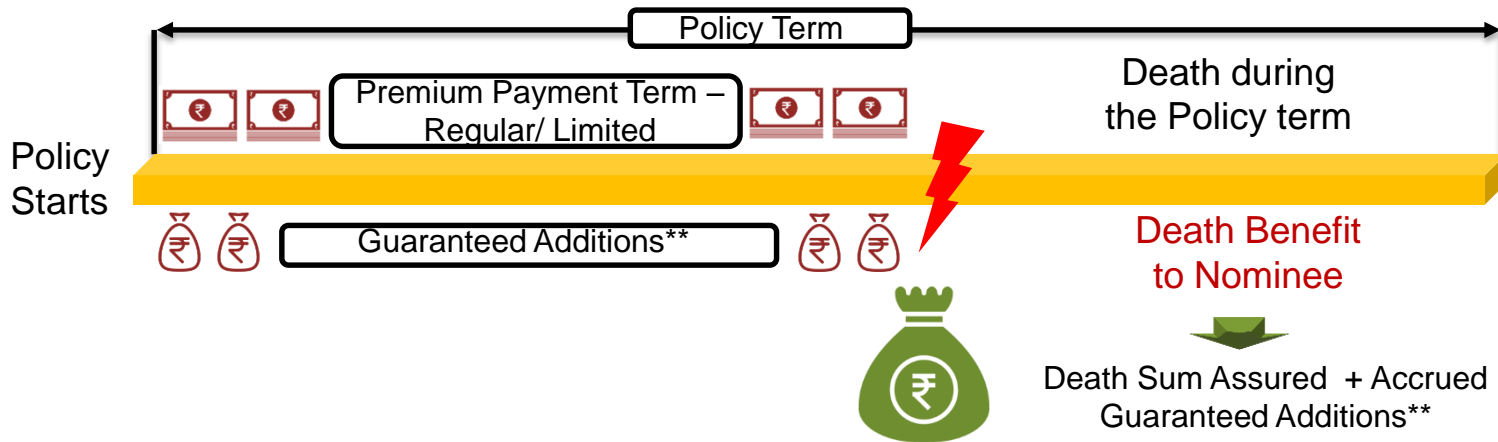 Policy Term
Premium Payment Term –
Regular/ Limited
Death during
the Policy term
Policy
Starts
Guaranteed Additions**
Death Benefit
to Nominee
Death Sum Assured + Accrued
Guaranteed Additions**
₹
₹
₹
₹
₹
₹
₹
₹
₹